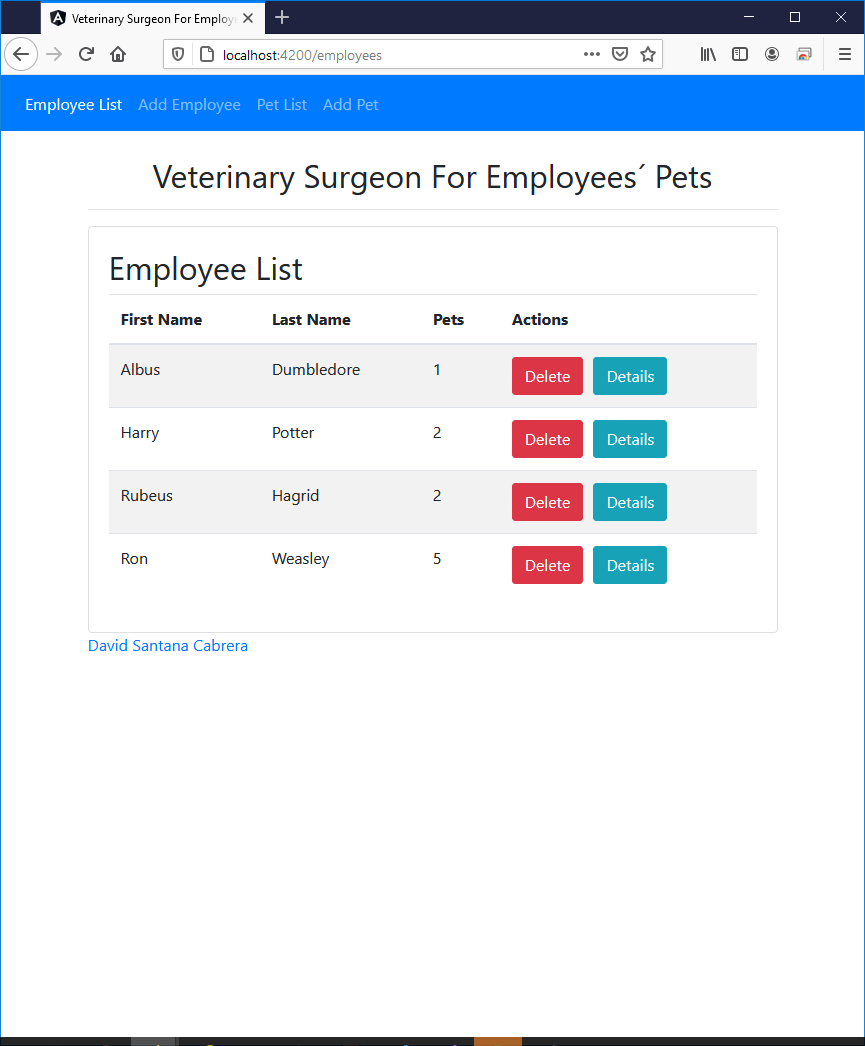 Veterinary Surgeon For Employe
localhost:4200/employees
Employee List Add Employee Pet List Add Pet
Veterinary Surgeon For Employees´ Pets
Employee List
First Name Last Name Pets Actions
Albus Dumbledore 1 Delete Details
Harry Potter 2 Delete Details
Rubeus Hagrid 2 Delete Details
Ron Weasley 5 Delete Details
David Santana Cabrera